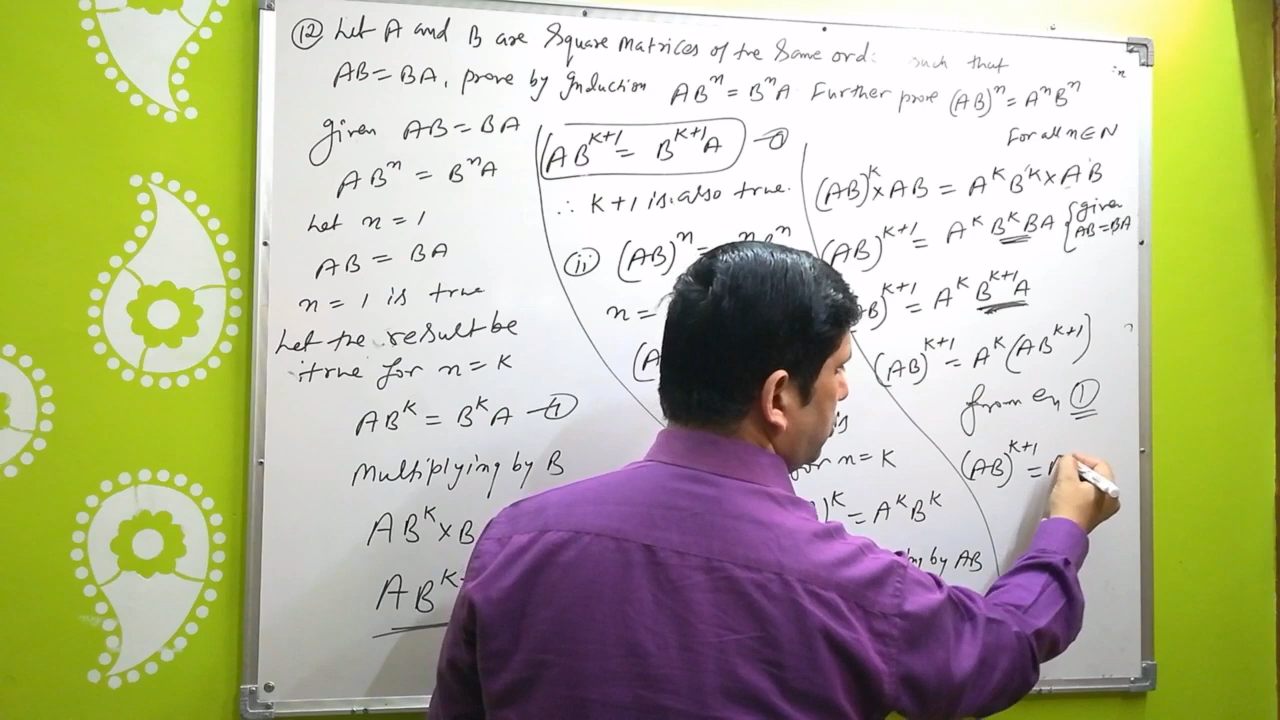 (12) Let A and B are Square Matrices of the Same ord: such that
AB = BA, prove by Induction AB^n = B^nA Further prove (AB)^n = A^nB^n
For all n ∈ N
Given AB = BA
AB^n = B^nA
Let n = 1
AB = BA
n = 1 is true
Let the result be
true for n = K
AB^K = B^KA —(i)
Multiplying by B
AB^K × B
AB^K
AB^{K+1} = B^{K+1}A —(1)
∴ K+1 is also true.
(ii) (AB)^n = B^n
n =
(A
is
n = K
)^K = A^KB^K
by AB
(AB)^K × AB = A^KB^K × AB
(AB)^{K+1} = A^K B^K BA {given AB = BA
B)^{K+1} = A^K B^{K+1}A
(AB)^{K+1} = A^K (AB^{K+1})
from eq (1)
(AB)^{K+1} =